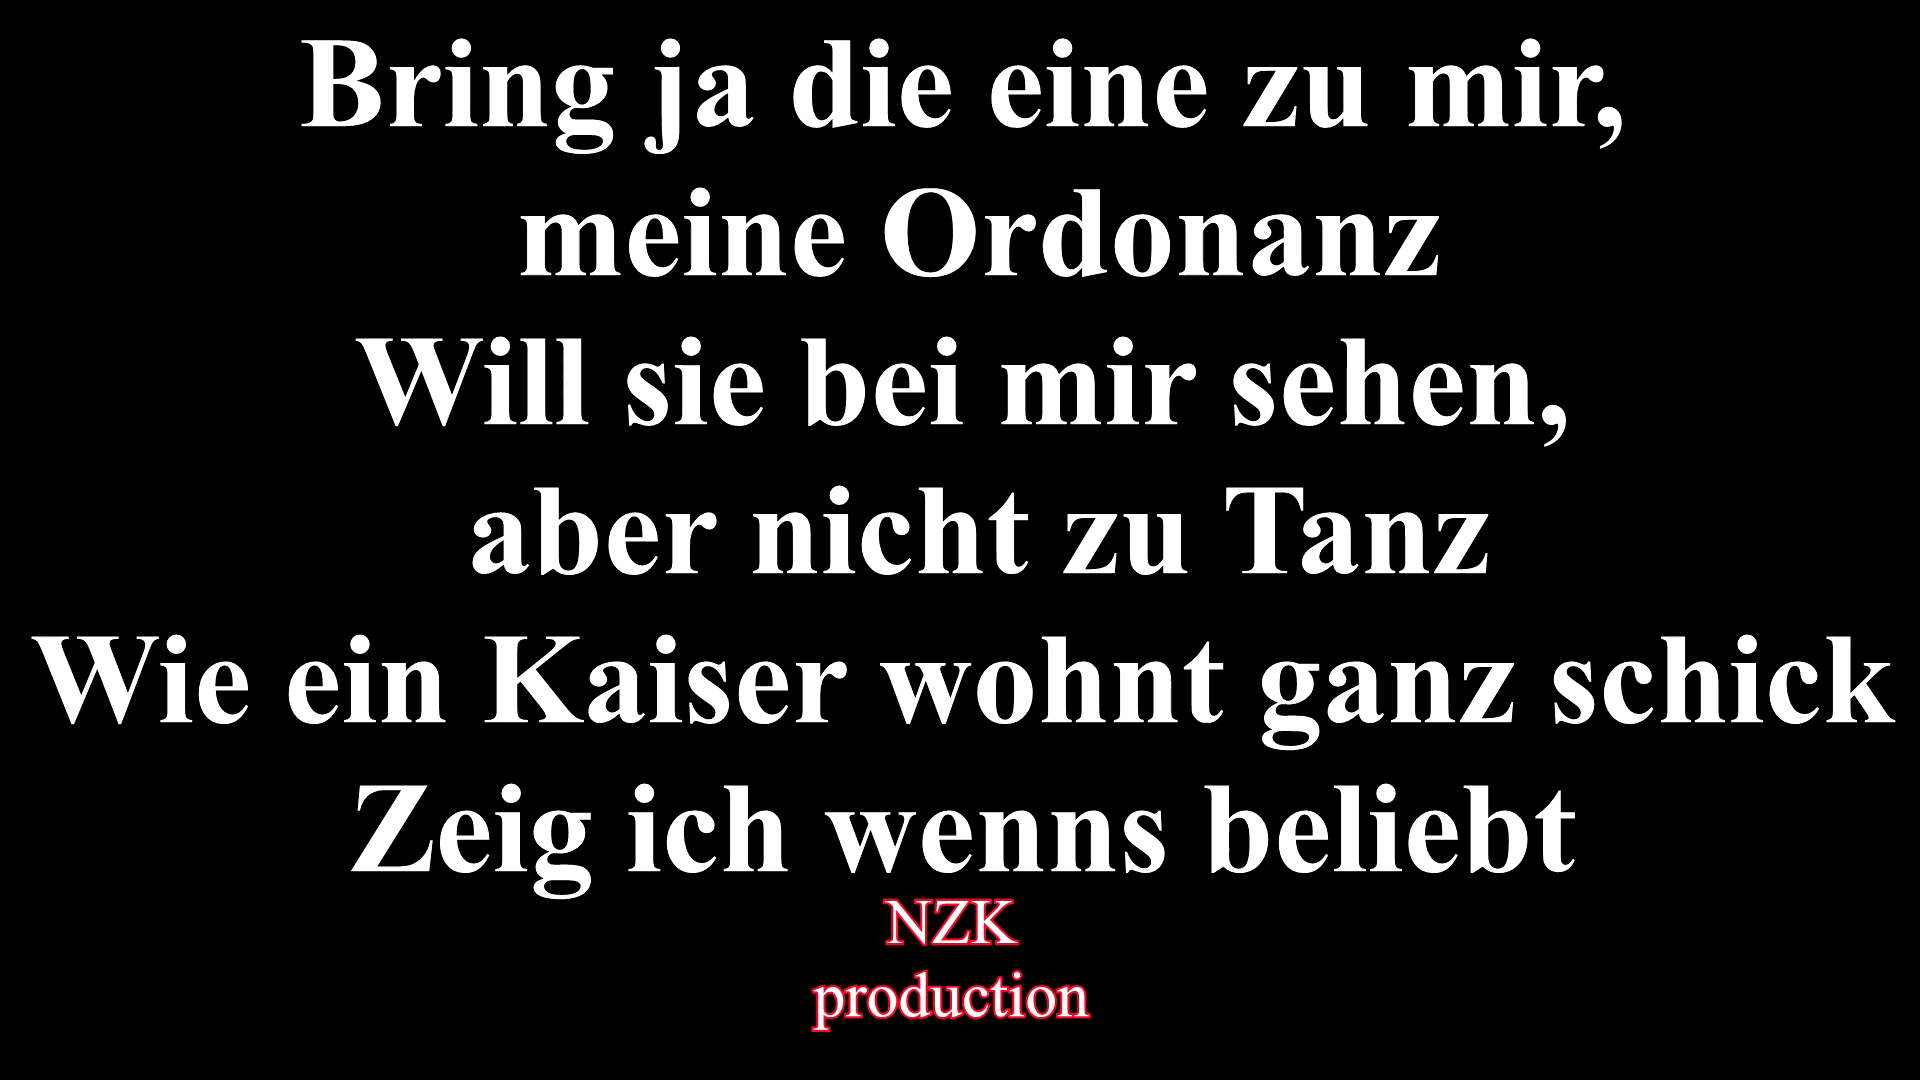 Bring ja die eine zu mir,
meine Ordonanz
Will sie bei mir sehen,
aber nicht zu Tanz
Wie ein Kaiser wohnt ganz schick
Zeig ich wenns beliebt
NZK
production